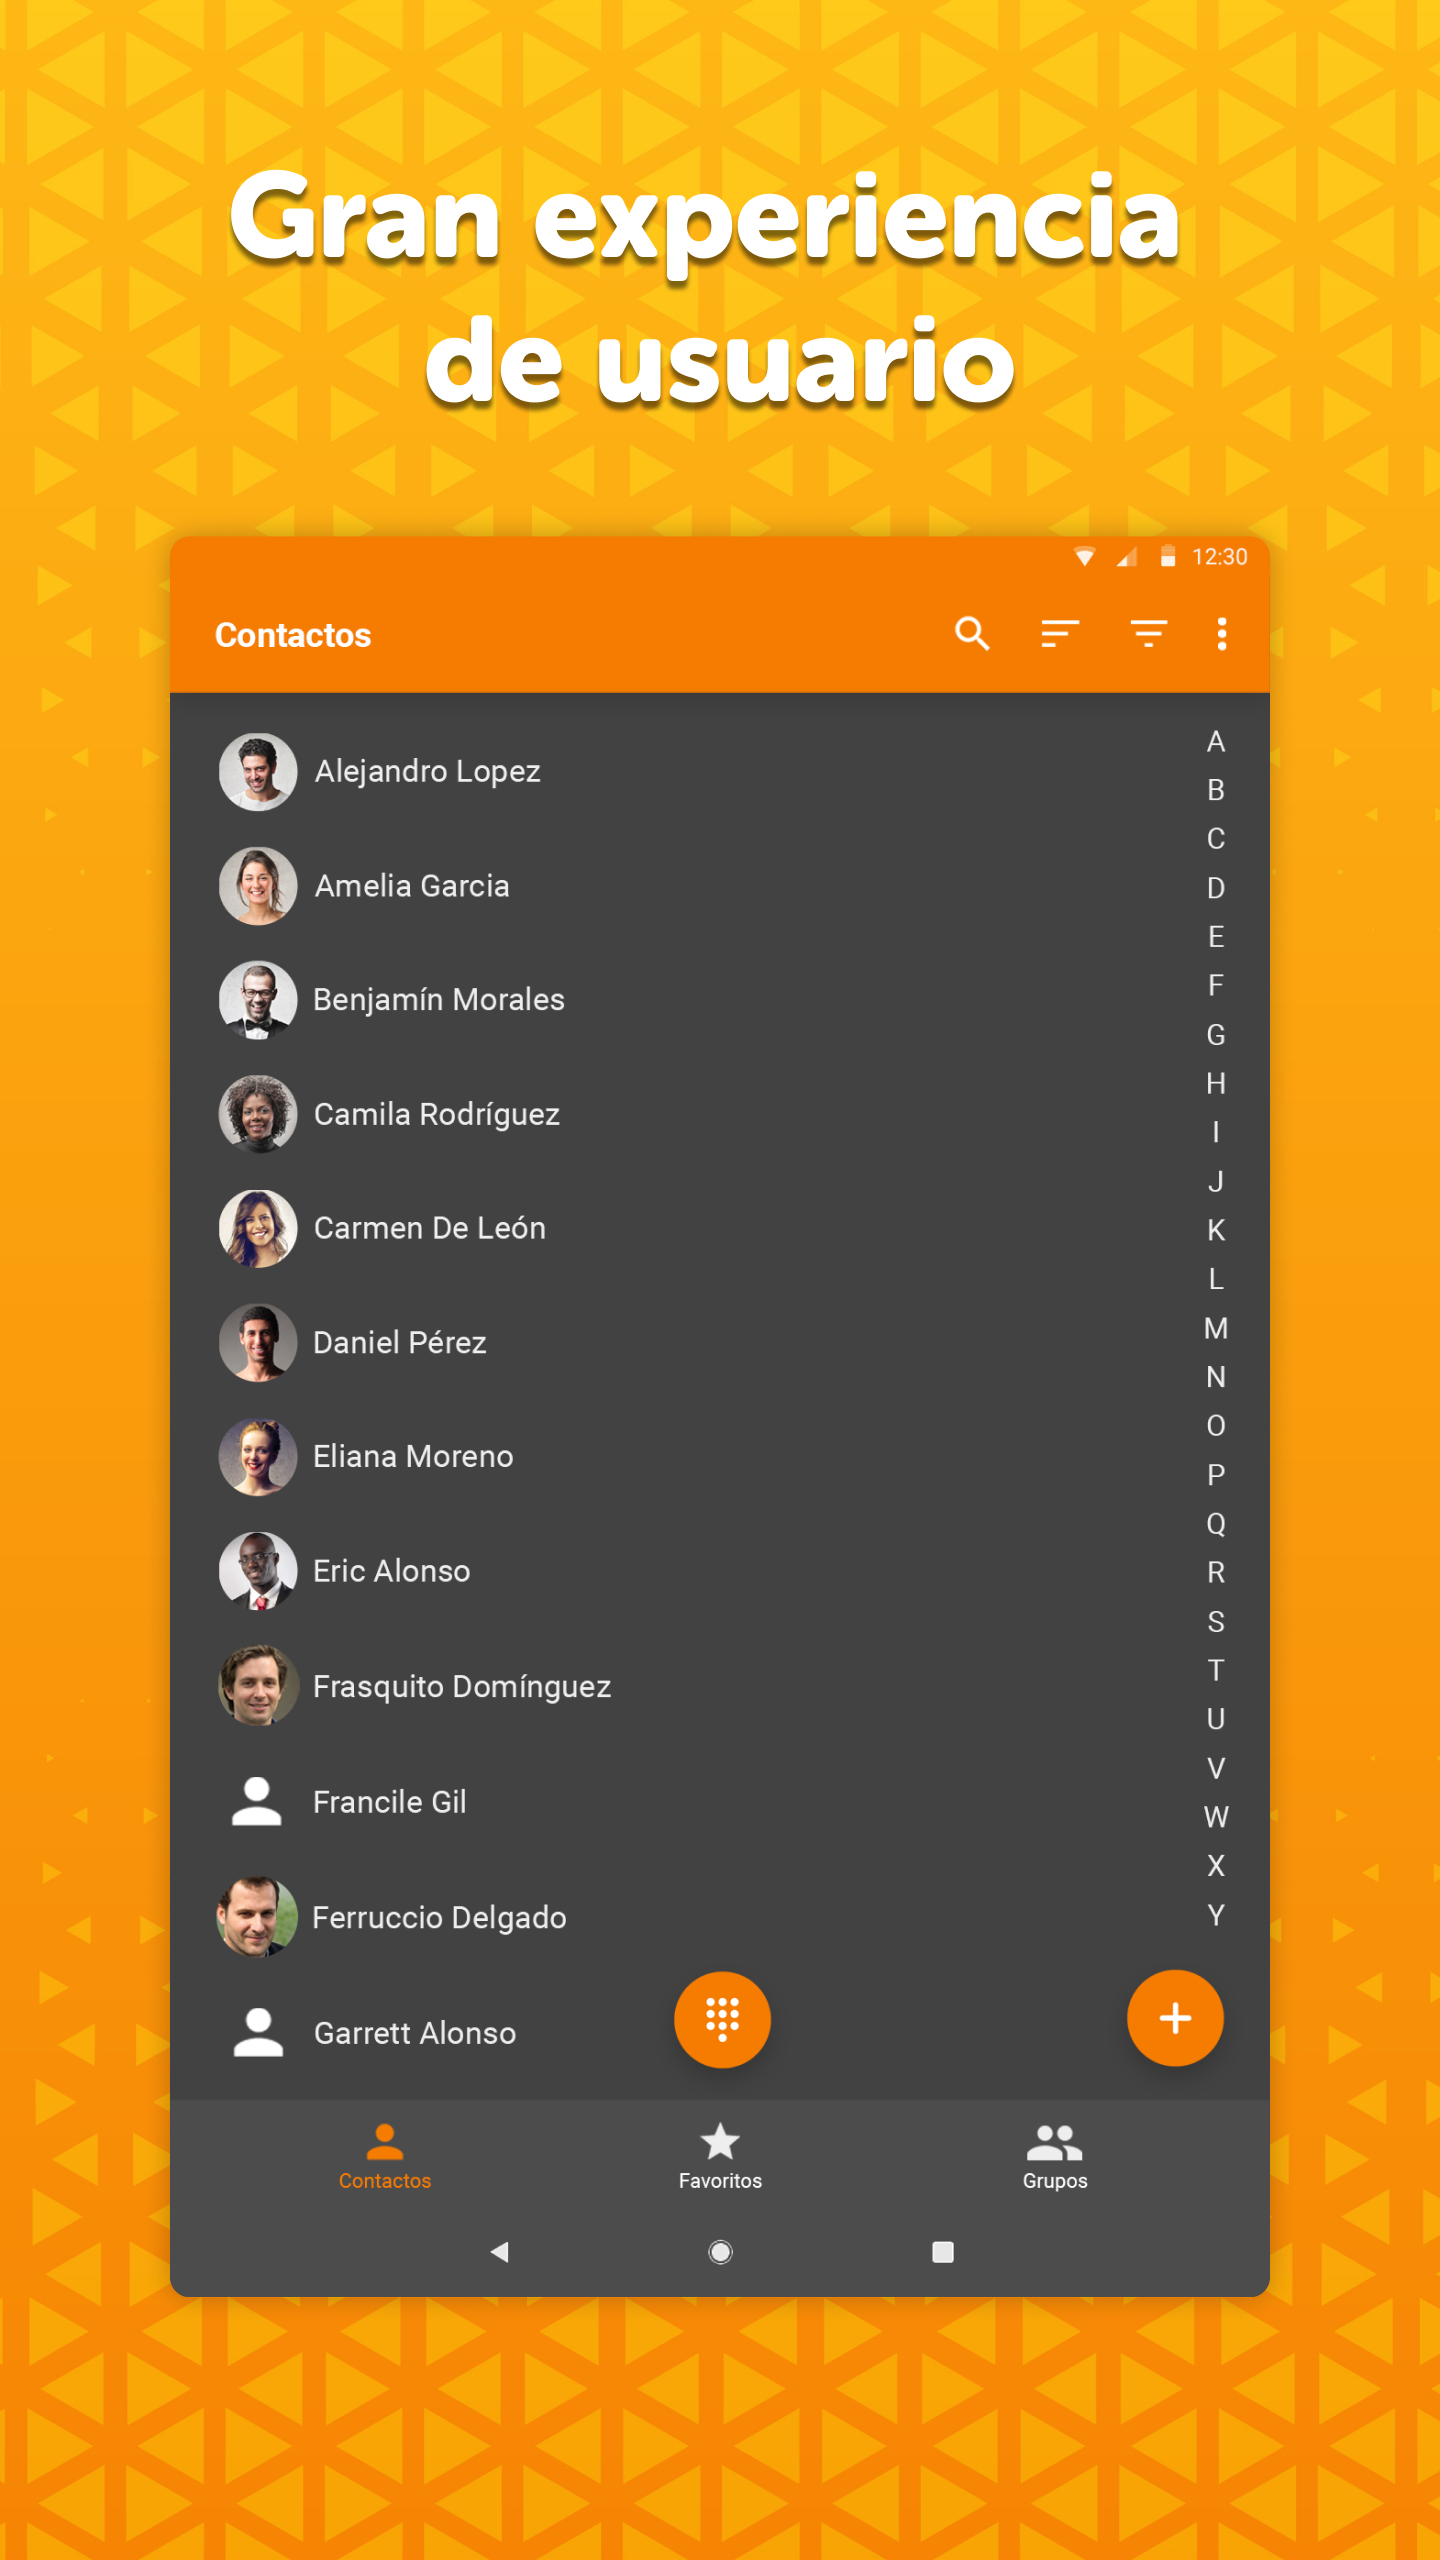 Gran experiencia
de usuario
12:30
Contactos
Alejandro Lopez
Amelia Garcia
Benjamín Morales
Camila Rodríguez
Carmen De León
Daniel Pérez
Eliana Moreno
Eric Alonso
Frasquito Domínguez
Francile Gil
Ferruccio Delgado
Garrett Alonso
A
B
C
D
E
F
G
H
I
J
K
L
M
N
O
P
Q
R
S
T
U
V
W
X
Y
Contactos
Favoritos
Grupos